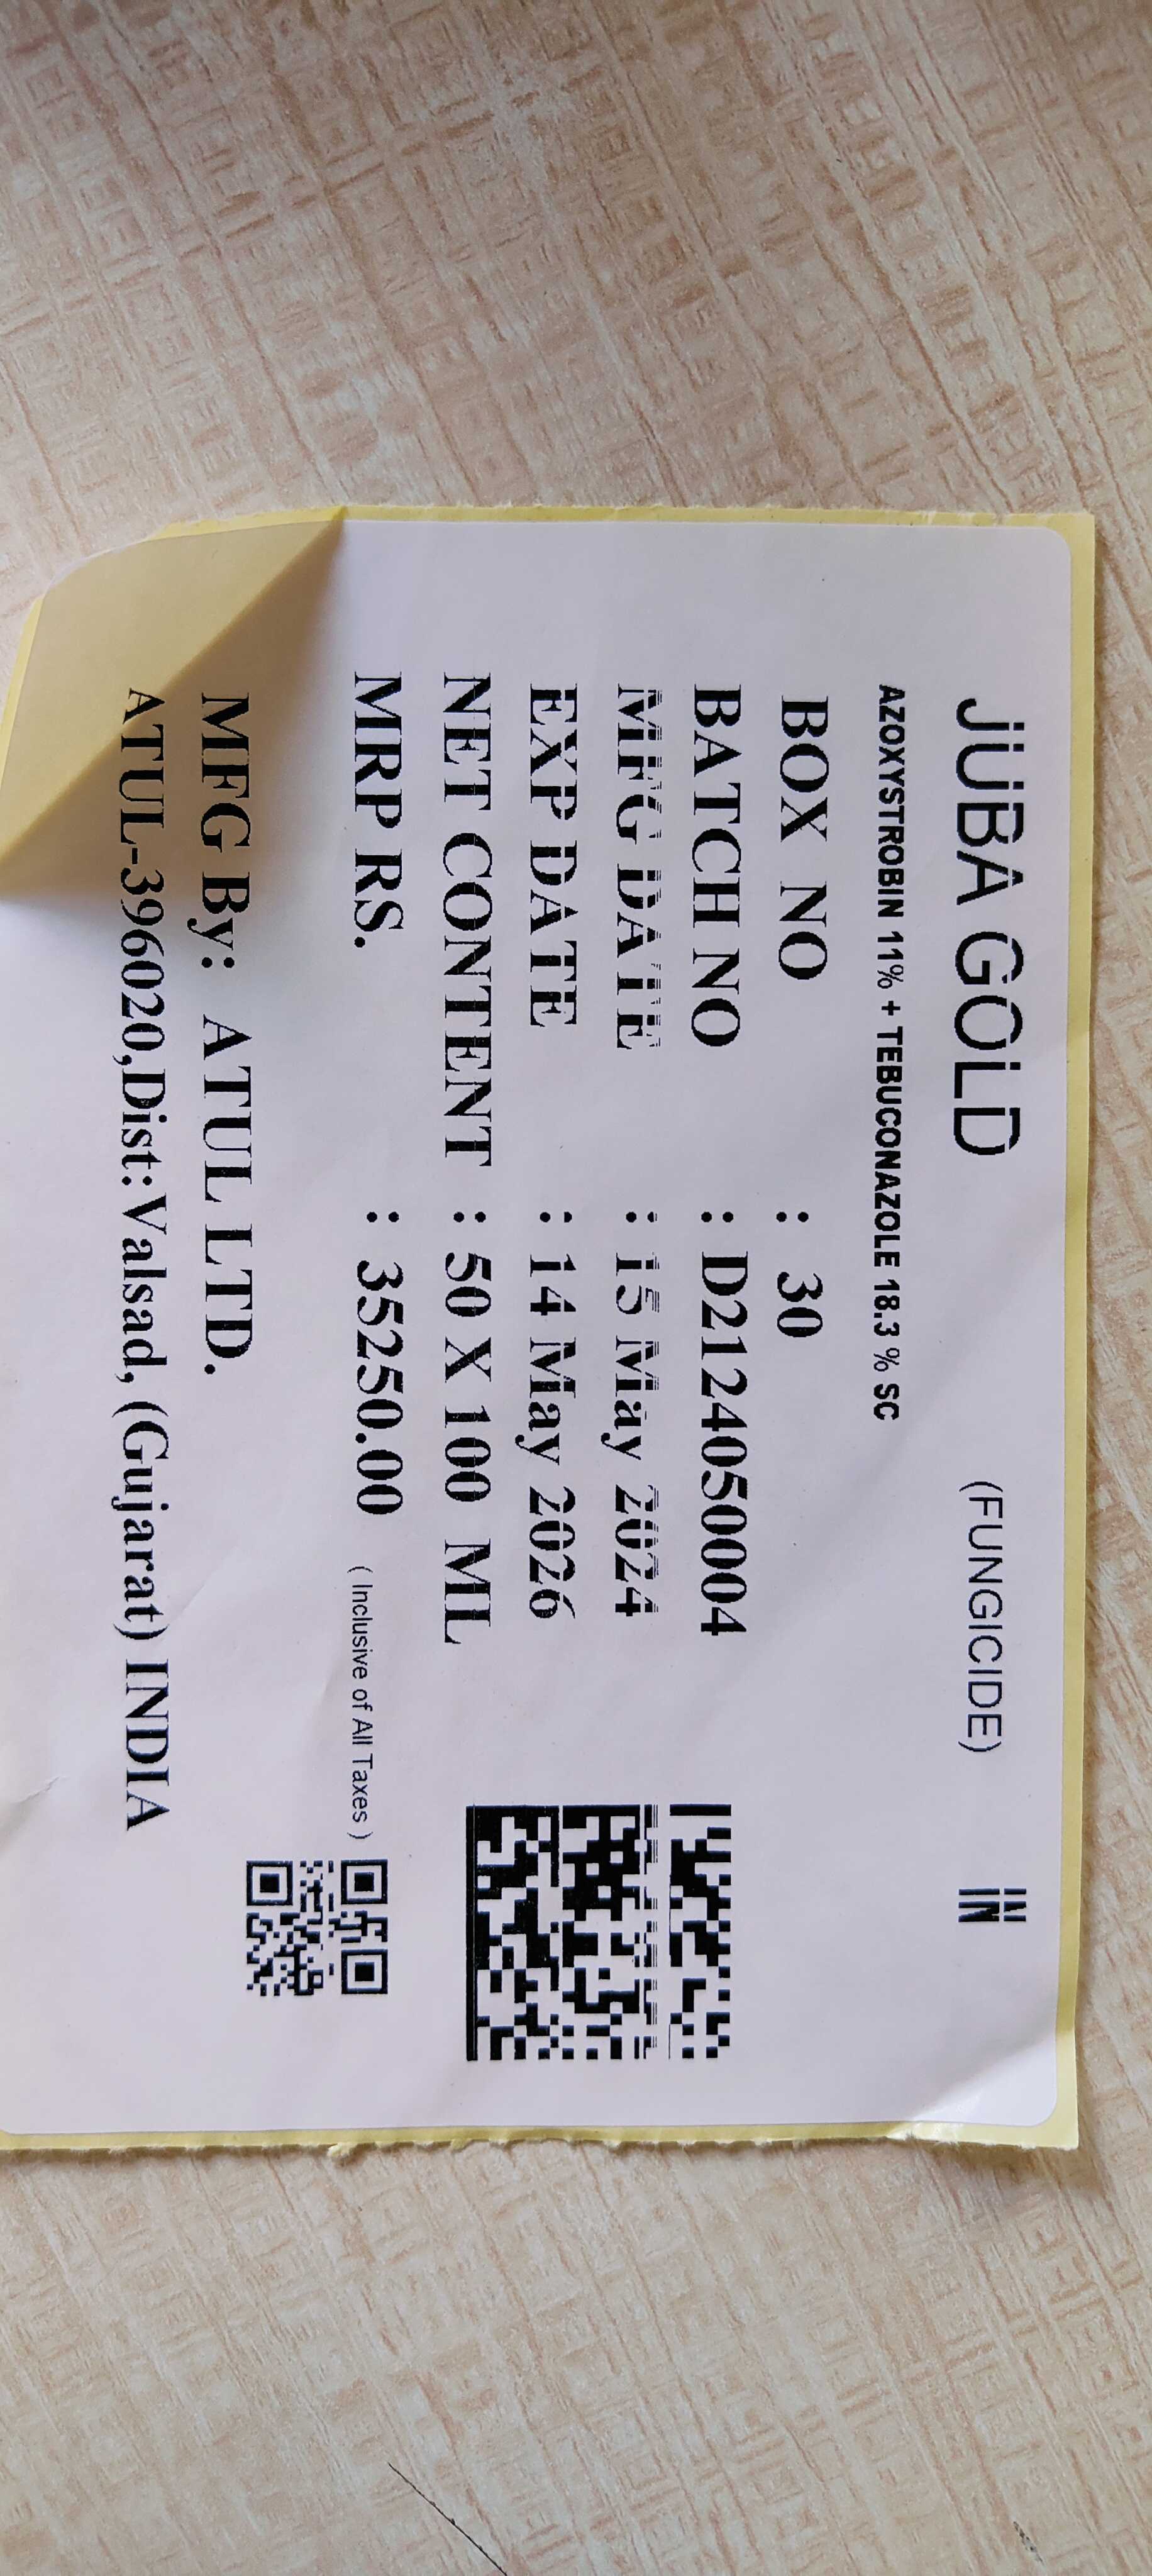 JUBA GOLD (FUNGICIDE) IN
AZOXYSTROBIN 11% + TEBUCONAZOLE 18.3 % SC
BOX NO : 30
BATCH NO : D2124050004
MFG DATE : 15 May 2024
EXP DATE : 14 May 2026
NET CONTENT : 50 X 100 ML
MRP RS. : 35250.00 ( Inclusive of All Taxes )
MFG By: ATUL LTD.
ATUL-396020,Dist:Valsad, (Gujarat) INDIA